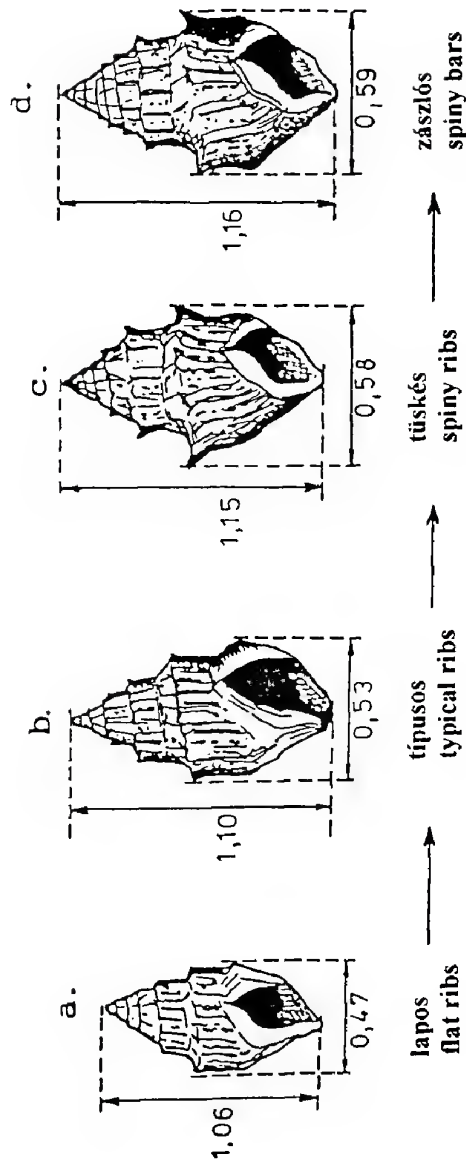 a.
b.
c.
d.
1,06
0,47
1,10
0,53
1,15
0,58
1,16
0,59
lapos
flat ribs
típusos
typical ribs
tüskés
spiny ribs
zászlós
spiny bars